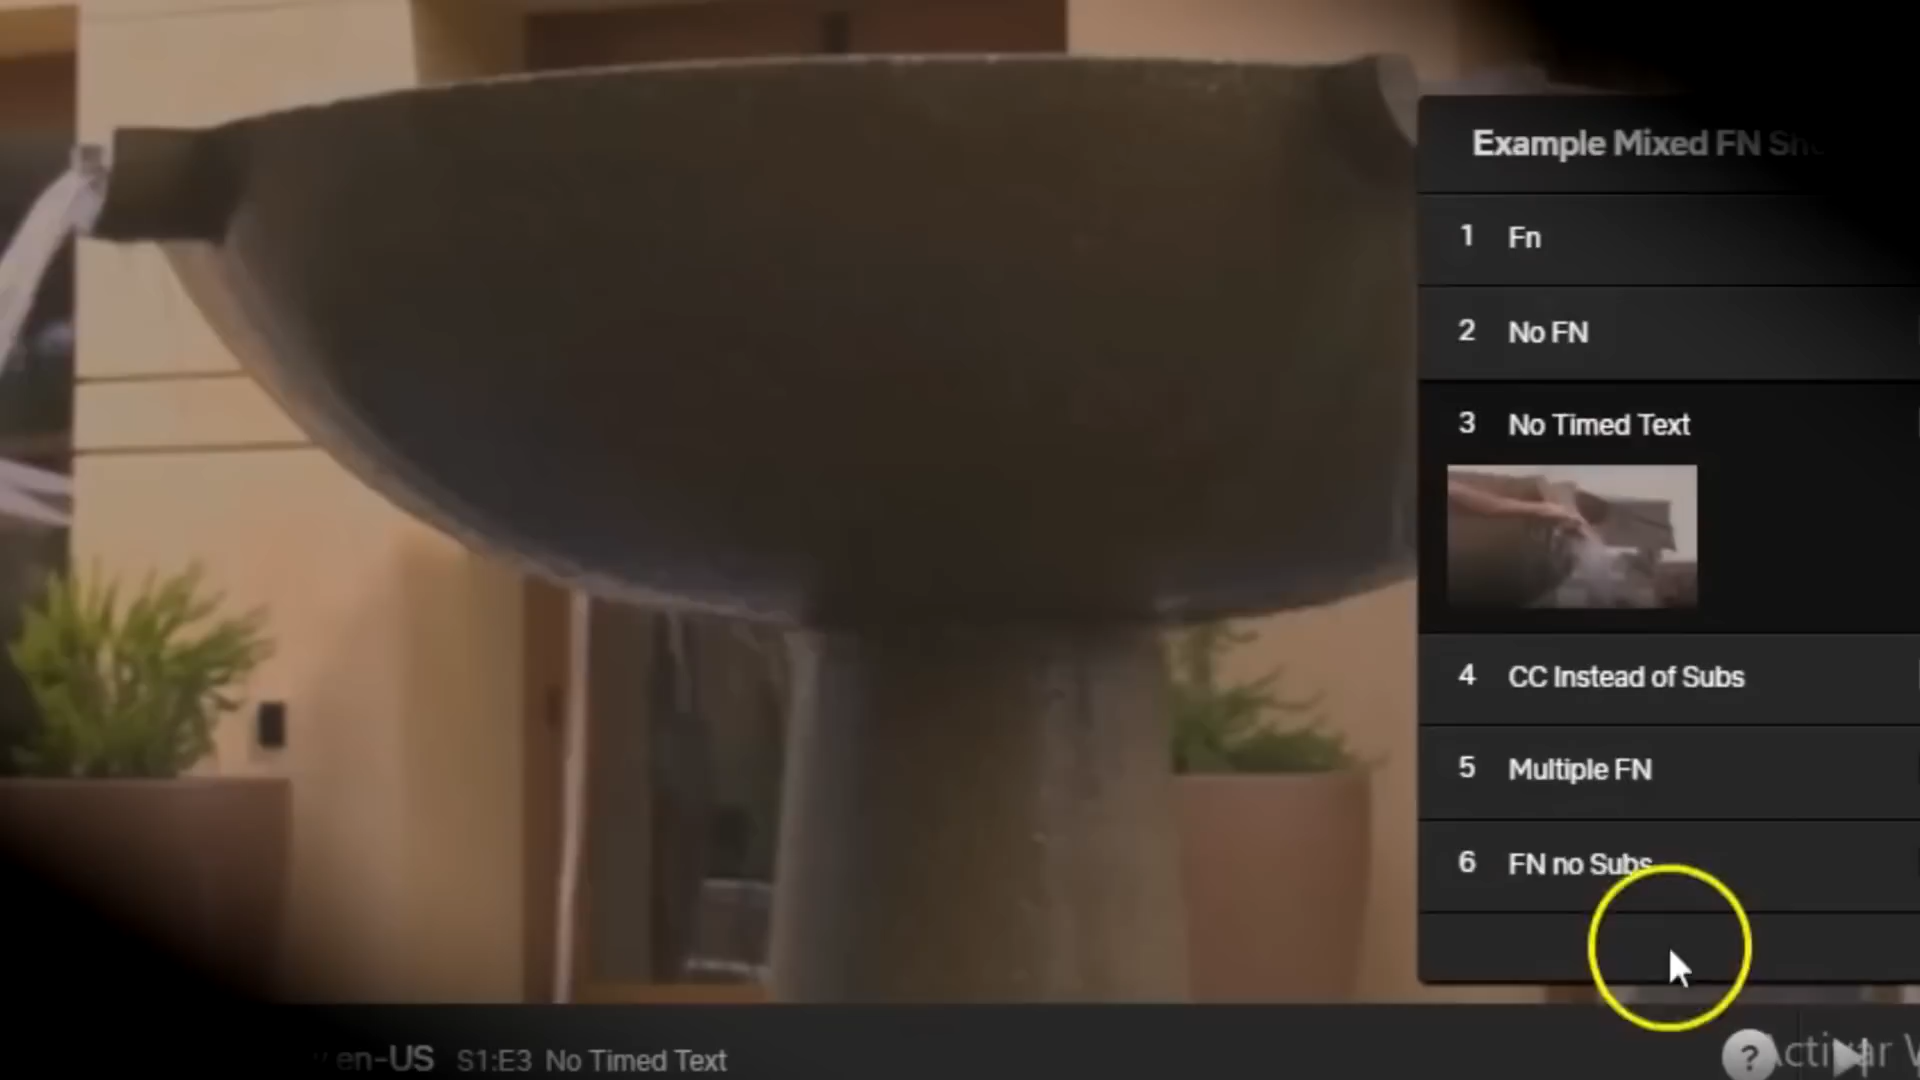 Example Mixed FN
1 Fn
2 No FN
3 No Timed Text
4 CC Instead of Subs
5 Multiple FN
6 FN no Subs
en-US S1:E3 No Timed Text
? Activar